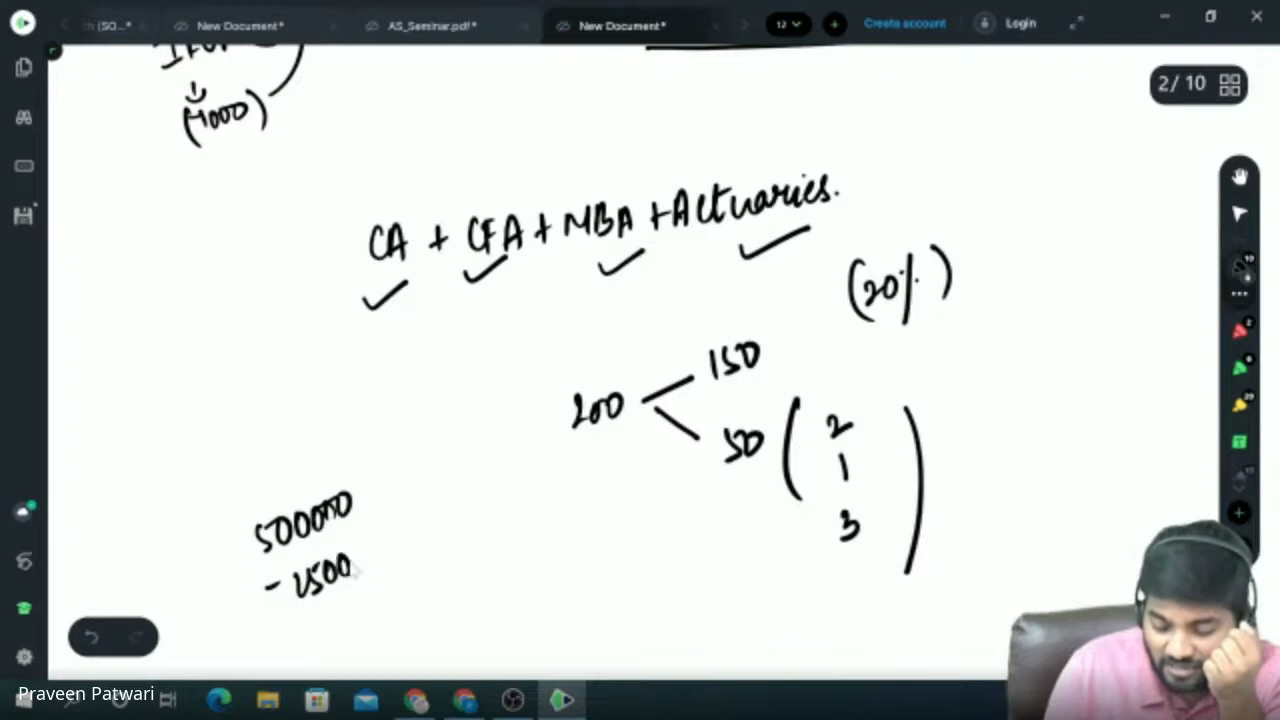 New Document*
AS_Seminar.pdf*
New Document*
12
Create account
Login
2/ 10
(4000)
CA + CFA + MBA + Actuaries.
(20%)
200
150
50
2
1
3
500000
- 2500
Praveen Patwari